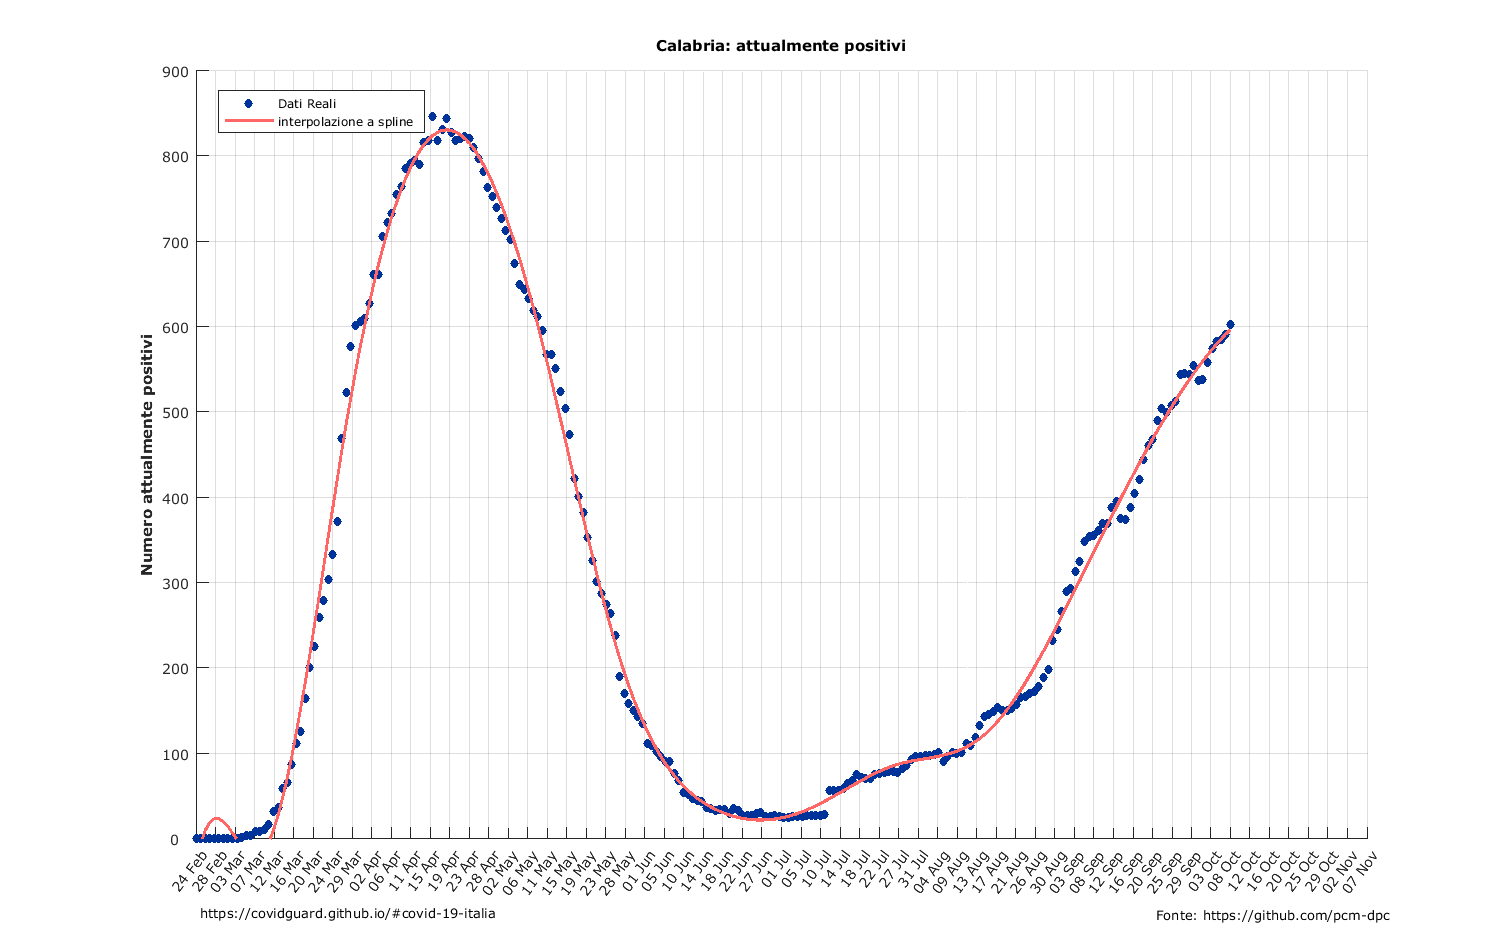 Calabria: attualmente positivi
Dati Reali
interpolazione a spline
Numero attualmente positivi
900
800
700
600
500
400
300
200
100
0
24 Feb
28 Feb
03 Mar
07 Mar
12 Mar
16 Mar
20 Mar
24 Mar
29 Mar
02 Apr
06 Apr
11 Apr
15 Apr
19 Apr
23 Apr
28 Apr
02 May
06 May
11 May
15 May
19 May
23 May
28 May
01 Jun
05 Jun
10 Jun
14 Jun
18 Jun
22 Jun
27 Jun
01 Jul
05 Jul
10 Jul
14 Jul
18 Jul
22 Jul
27 Jul
31 Jul
04 Aug
09 Aug
13 Aug
17 Aug
21 Aug
26 Aug
30 Aug
03 Sep
08 Sep
12 Sep
16 Sep
20 Sep
25 Sep
29 Sep
03 Oct
08 Oct
12 Oct
16 Oct
20 Oct
25 Oct
29 Oct
02 Nov
07 Nov
https://covidguard.github.io/#covid-19-italia
Fonte: https://github.com/pcm-dpc